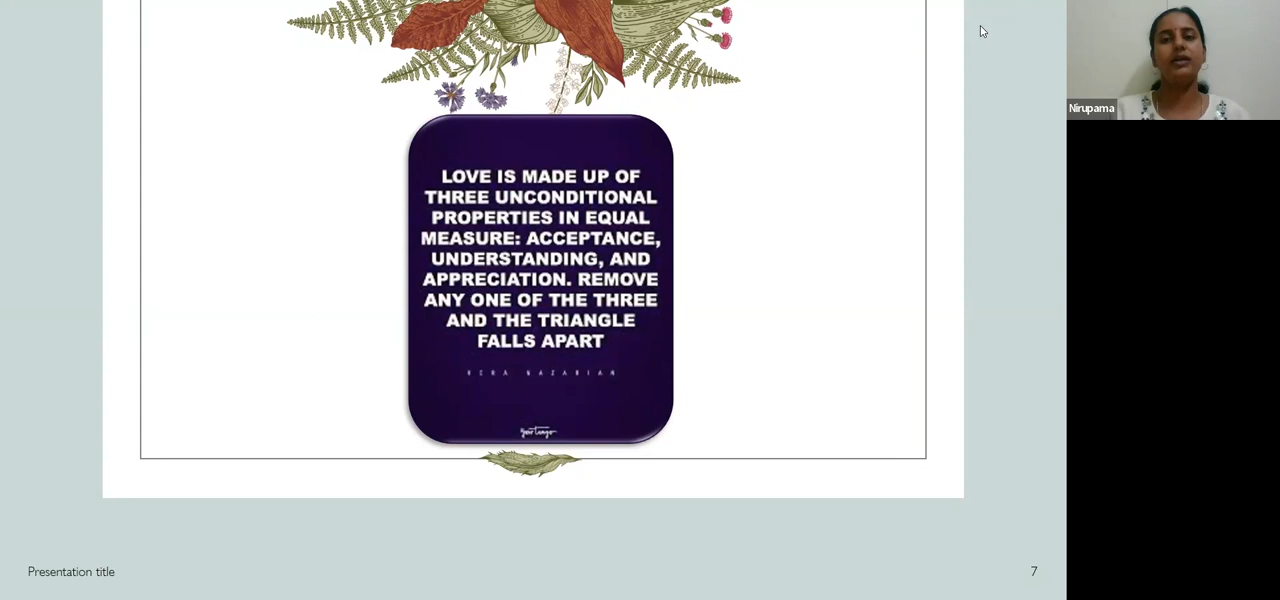 LOVE IS MADE UP OF
THREE UNCONDITIONAL
PROPERTIES IN EQUAL
MEASURE: ACCEPTANCE,
UNDERSTANDING, AND
APPRECIATION. REMOVE
ANY ONE OF THE THREE
AND THE TRIANGLE
FALLS APART
VERA NAZARIAN
YourTango
Presentation title
7
Nirupama